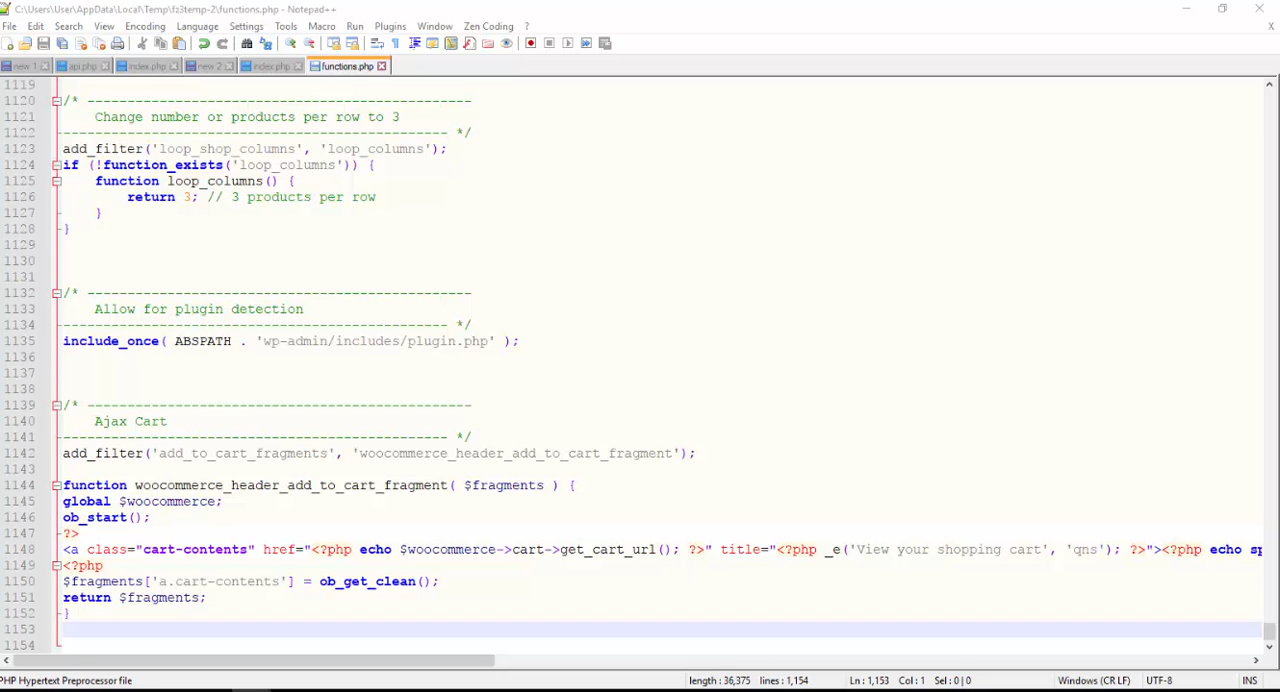 C:\Users\User\AppData\Local\Temp\fz3temp-2\functions.php - Notepad++
File Edit Search View Encoding Language Settings Tools Macro Run Plugins Window Zen Coding ? X
new 1 api.php index.php new 2 index.php functions.php
1119
1120 /* ------------------------------------------------
1121 Change number or products per row to 3
1122 ------------------------------------------------ */
1123 add_filter('loop_shop_columns', 'loop_columns');
1124 if (!function_exists('loop_columns')) {
1125 function loop_columns() {
1126 return 3; // 3 products per row
1127 }
1128 }
1129
1130
1131
1132 /* ------------------------------------------------
1133 Allow for plugin detection
1134 ------------------------------------------------ */
1135 include_once( ABSPATH . 'wp-admin/includes/plugin.php' );
1136
1137
1138
1139 /* ------------------------------------------------
1140 Ajax Cart
1141 ------------------------------------------------ */
1142 add_filter('add_to_cart_fragments', 'woocommerce_header_add_to_cart_fragment');
1143
1144 function woocommerce_header_add_to_cart_fragment( $fragments ) {
1145 global $woocommerce;
1146 ob_start();
1147 ?>
1148 <a class="cart-contents" href="<?php echo $woocommerce->cart->get_cart_url(); ?>" title="<?php _e('View your shopping cart', 'qns'); ?>"><?php echo sp
1149 <?php
1150 $fragments['a.cart-contents'] = ob_get_clean();
1151 return $fragments;
1152 }
1153
1154
PHP Hypertext Preprocessor file length : 36,375 lines : 1,154 Ln : 1,153 Col : 1 Sel : 0 | 0 Windows (CR LF) UTF-8 INS